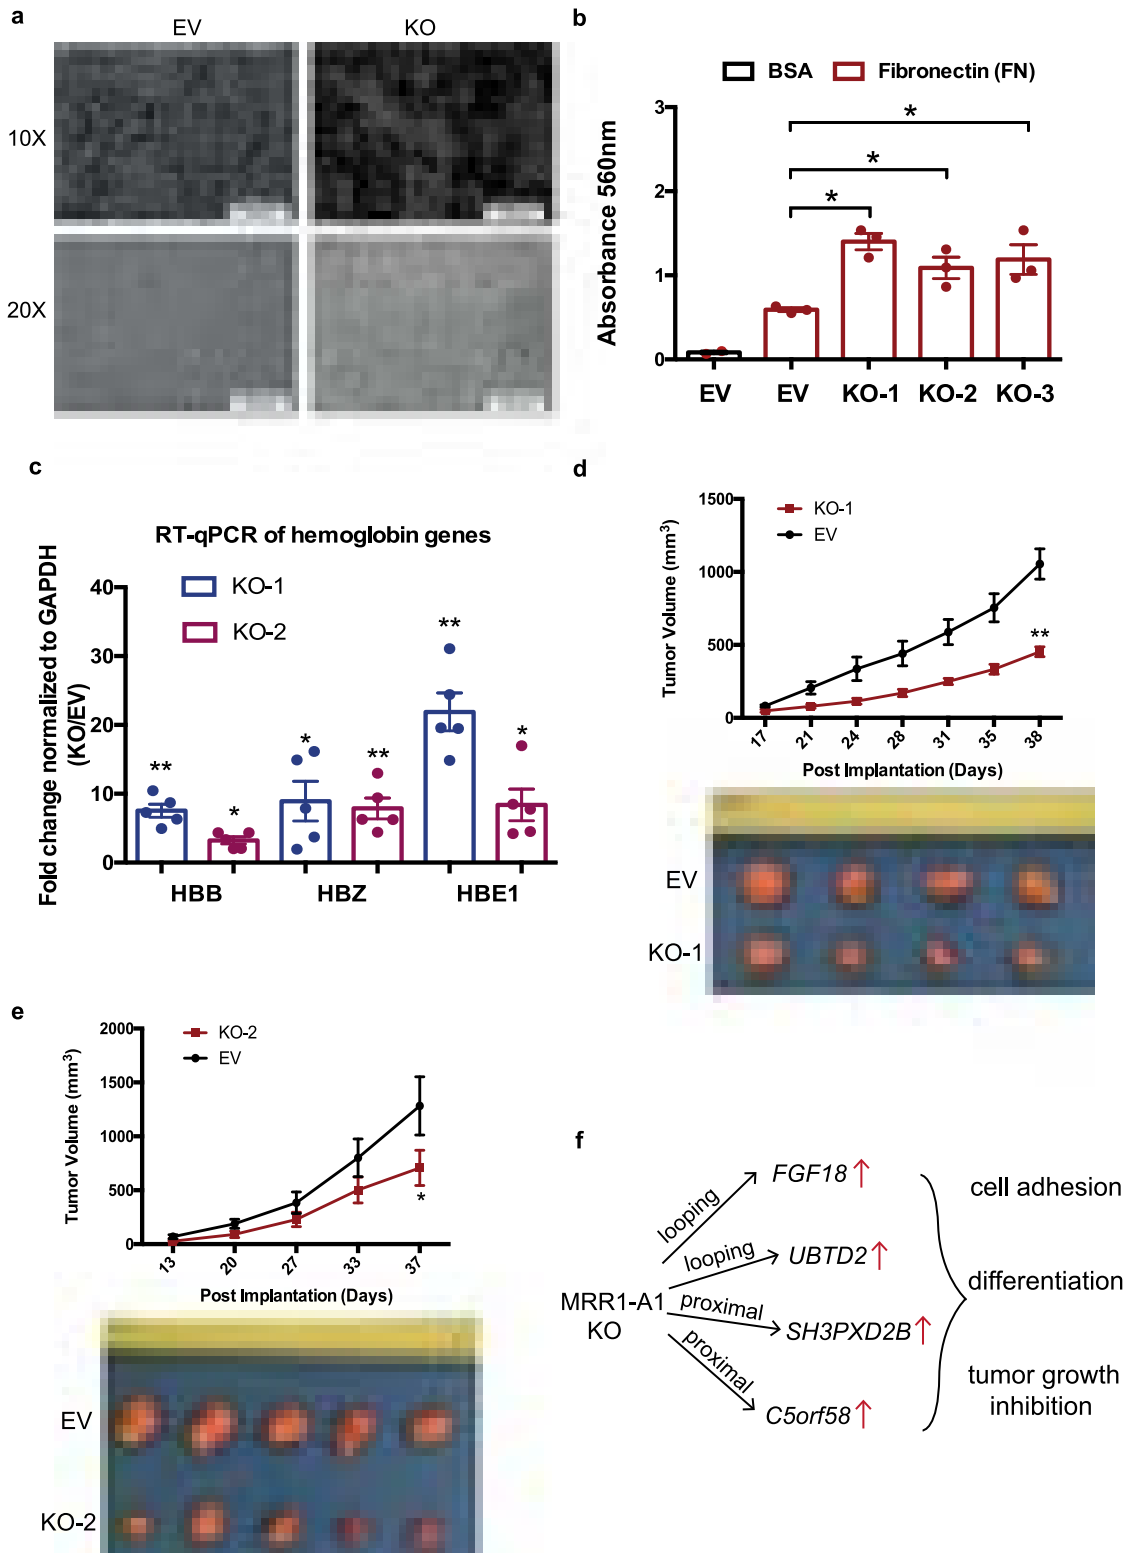 a
EV
KO
10X
20X
b
BSA
Fibronectin (FN)
Absorbance 560nm
3
2
1
0
*
*
*
EV
EV
KO-1
KO-2
KO-3
c
RT-qPCR of hemoglobin genes
Fold change normalized to GAPDH
(KO/EV)
KO-1
KO-2
40
30
20
10
0
**
*
*
**
**
*
HBB
HBZ
HBE1
d
KO-1
EV
Tumor Volume (mm³)
1500
1000
500
0
**
17
21
24
28
31
35
38
Post Implantation (Days)
EV
KO-1
e
KO-2
EV
Tumor Volume (mm³)
2000
1500
1000
500
0
*
13
20
27
33
37
Post Implantation (Days)
EV
KO-2
f
MRR1-A1
KO
looping
FGF18 ↑
looping
UBTD2 ↑
proximal
SH3PXD2B ↑
proximal
C5orf58 ↑
cell adhesion
differentiation
tumor growth
inhibition